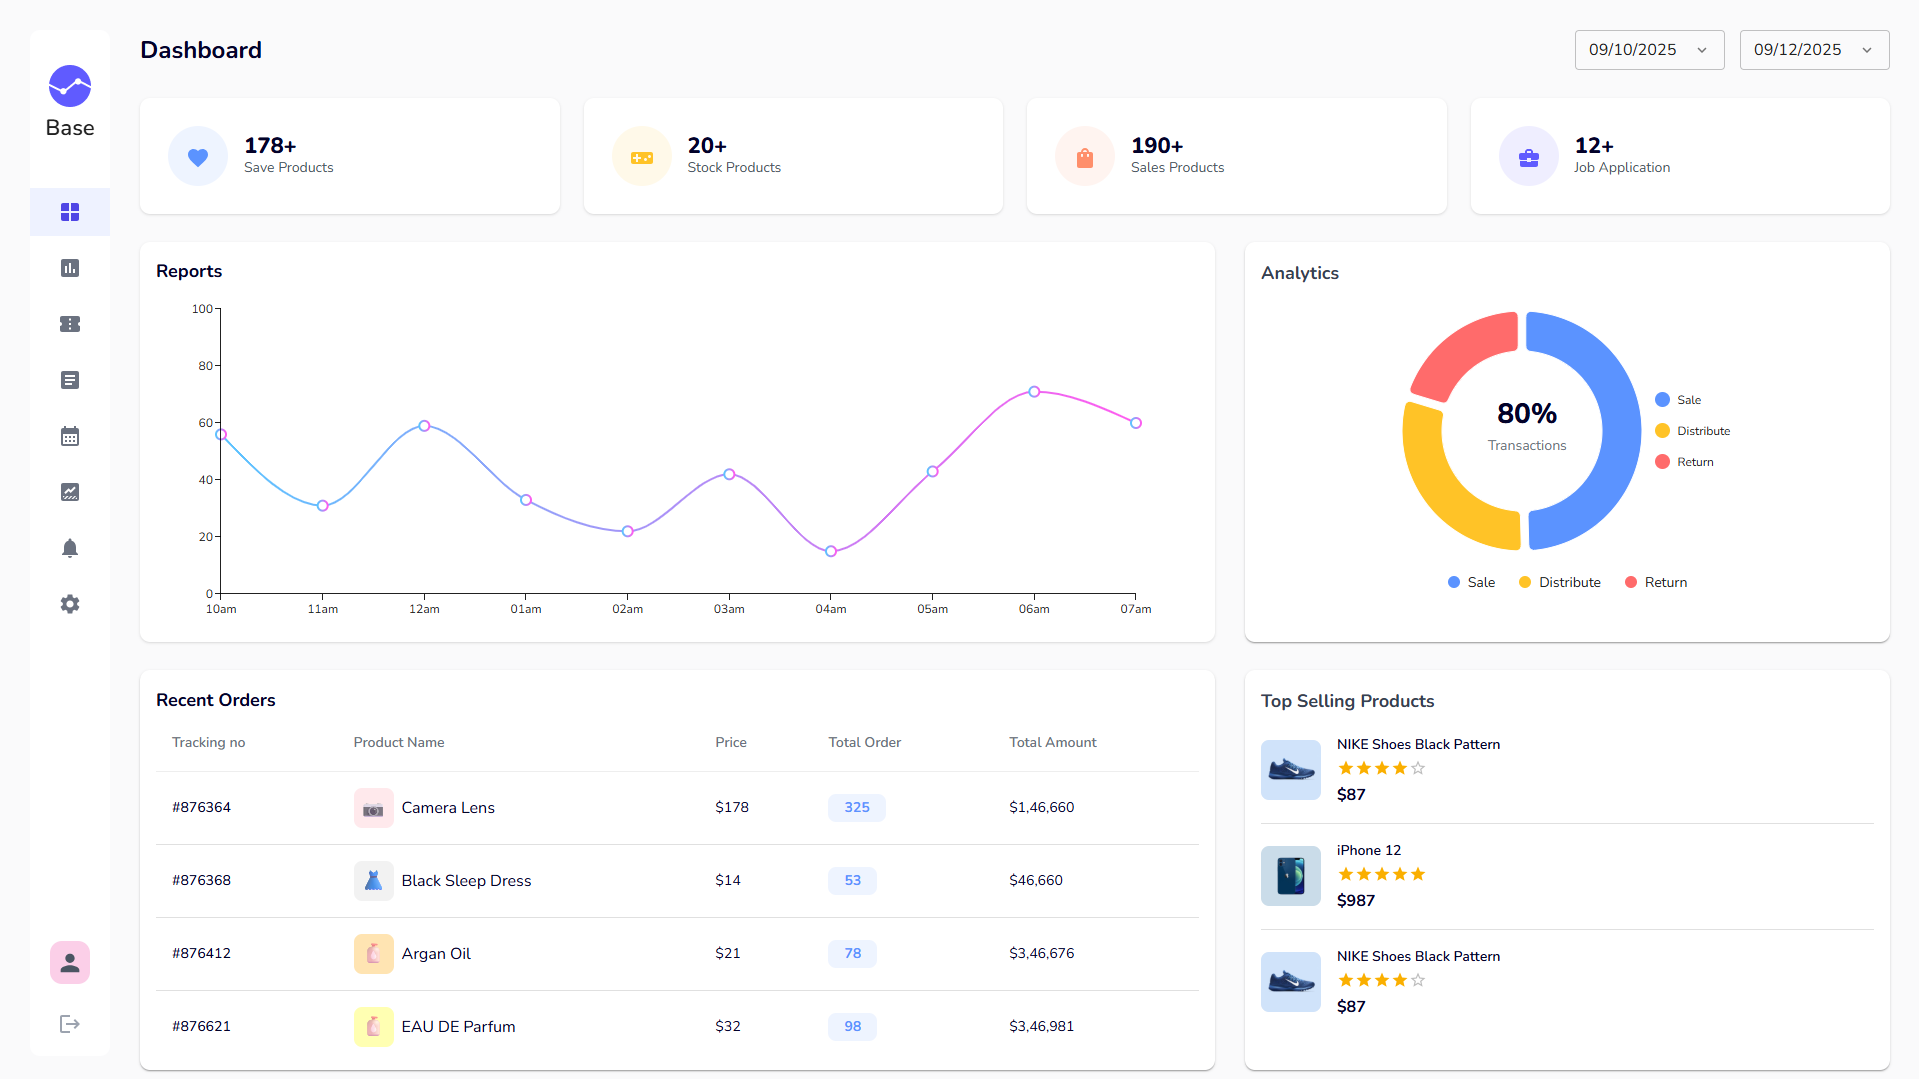 Base
Dashboard
09/10/2025
09/12/2025
178+
Save Products
20+
Stock Products
190+
Sales Products
12+
Job Application
Reports
100
80
60
40
20
0
10am 11am 12am 01am 02am 03am 04am 05am 06am 07am
Analytics
80%
Transactions
Sale
Distribute
Return
Sale Distribute Return
Recent Orders
Tracking no Product Name Price Total Order Total Amount
#876364 Camera Lens $178 325 $1,46,660
#876368 Black Sleep Dress $14 53 $46,660
#876412 Argan Oil $21 78 $3,46,676
#876621 EAU DE Parfum $32 98 $3,46,981
Top Selling Products
NIKE Shoes Black Pattern
$87
iPhone 12
$987
NIKE Shoes Black Pattern
$87